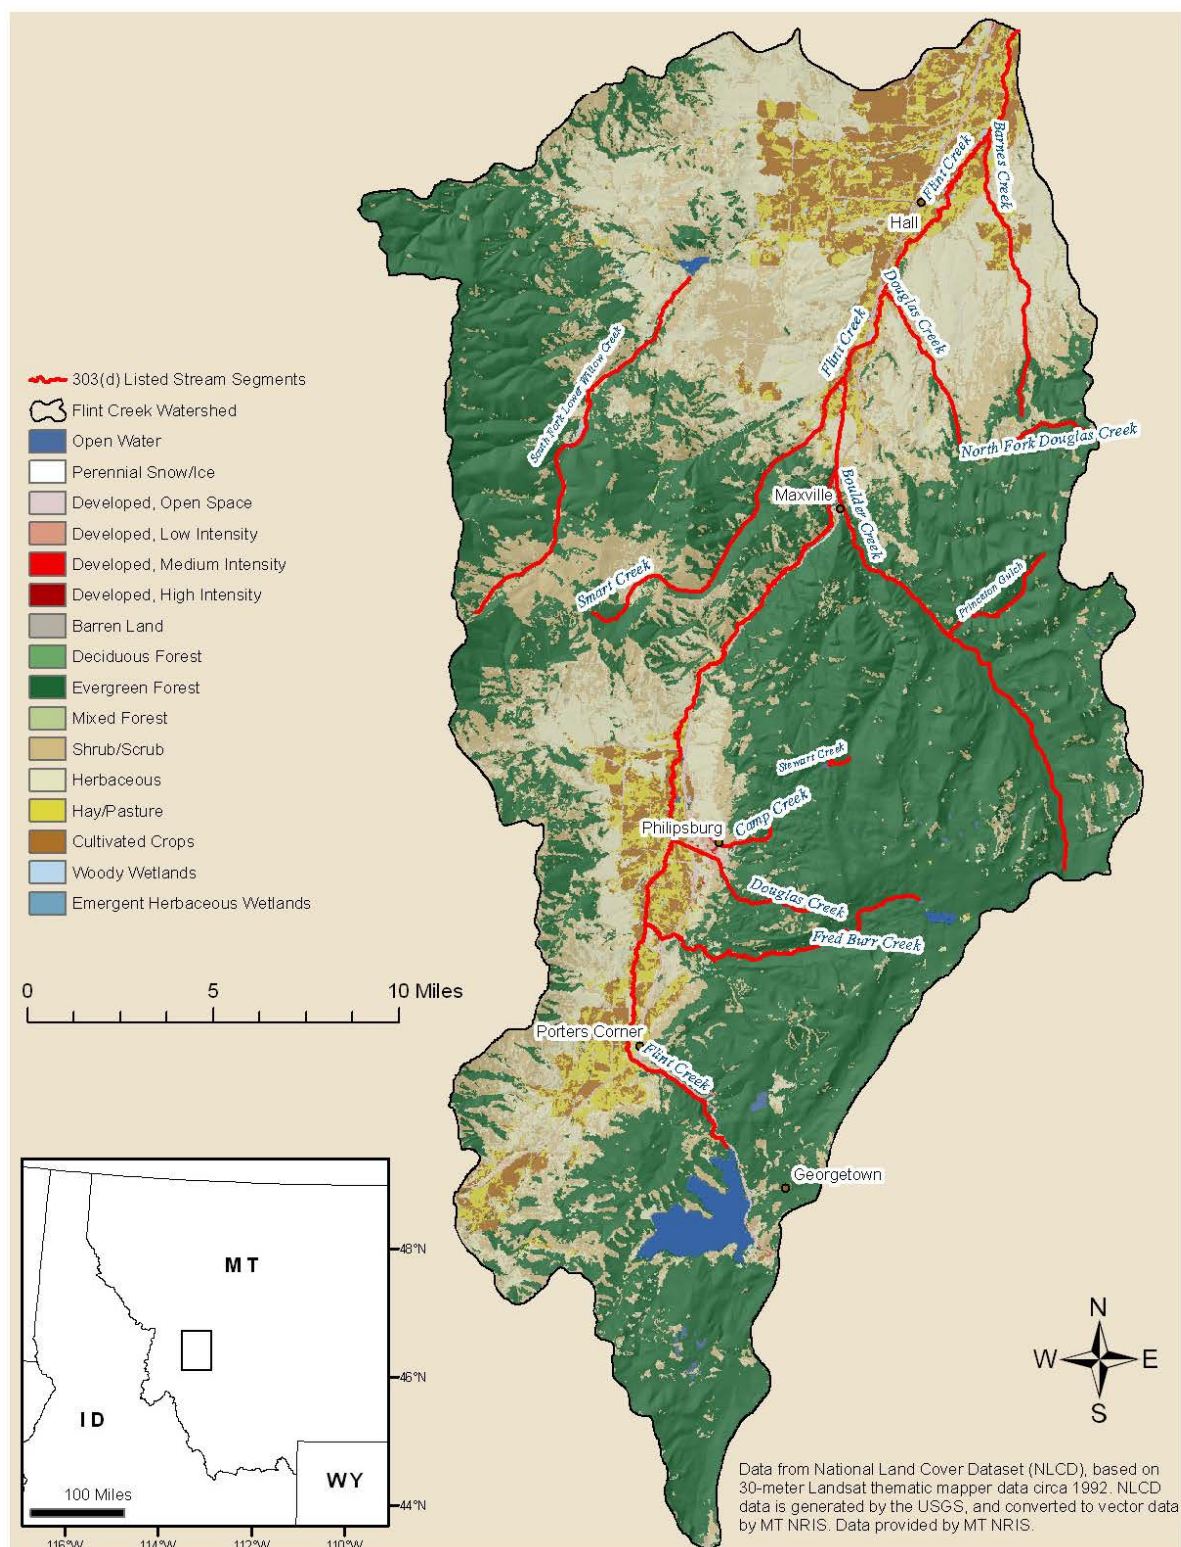 Barnes Creek
Flint Creek
Hall
Douglas Creek
Flint Creek
South Fork Lower Willow Creek
North Fork Douglas Creek
Maxville
Boulder Creek
Smart Creek
Princeton Gulch
Stewart Creek
Camp Creek
Philipsburg
Douglas Creek
Fred Burr Creek
Porters Corner
Flint Creek
Georgetown
303(d) Listed Stream Segments
Flint Creek Watershed
Open Water
Perennial Snow/Ice
Developed, Open Space
Developed, Low Intensity
Developed, Medium Intensity
Developed, High Intensity
Barren Land
Deciduous Forest
Evergreen Forest
Mixed Forest
Shrub/Scrub
Herbaceous
Hay/Pasture
Cultivated Crops
Woody Wetlands
Emergent Herbaceous Wetlands
0 5 10 Miles
MT
ID
WY
100 Miles
48°N
46°N
44°N
116°W 114°W 112°W 110°W
N
W E
S
Data from National Land Cover Dataset (NLCD), based on
30-meter Landsat thematic mapper data circa 1992. NLCD
data is generated by the USGS, and converted to vector data
by MT NRIS. Data provided by MT NRIS.